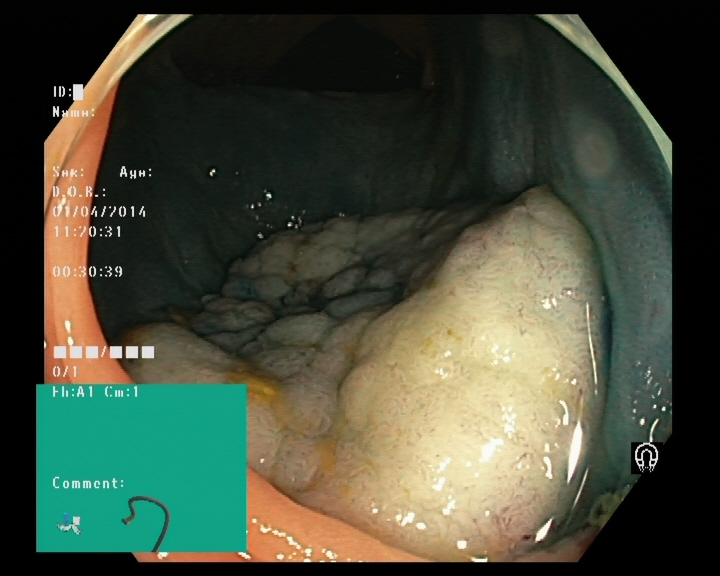 ID:
Name:
Sex: Age:
D.O.B.:
01/04/2014
11:20:31
00:30:39
0/1
Eh:A1 Cm:1
Comment: